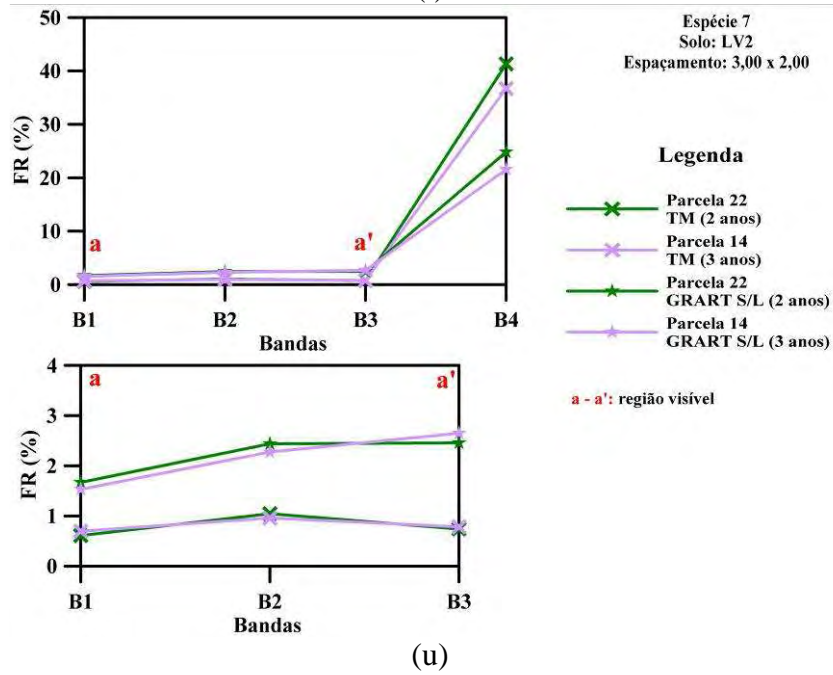 50
40
30
20
10
0
FR (%)
a
a'
B1
B2
B3
B4
Bandas
Espécie 7
Solo: LV2
Espaçamento: 3,00 x 2,00
Legenda
Parcela 22
TM (2 anos)
Parcela 14
TM (3 anos)
Parcela 22
GRART S/L (2 anos)
Parcela 14
GRART S/L (3 anos)
a - a': região visível
4
3
2
1
0
FR (%)
a
a'
B1
B2
B3
Bandas
(u)